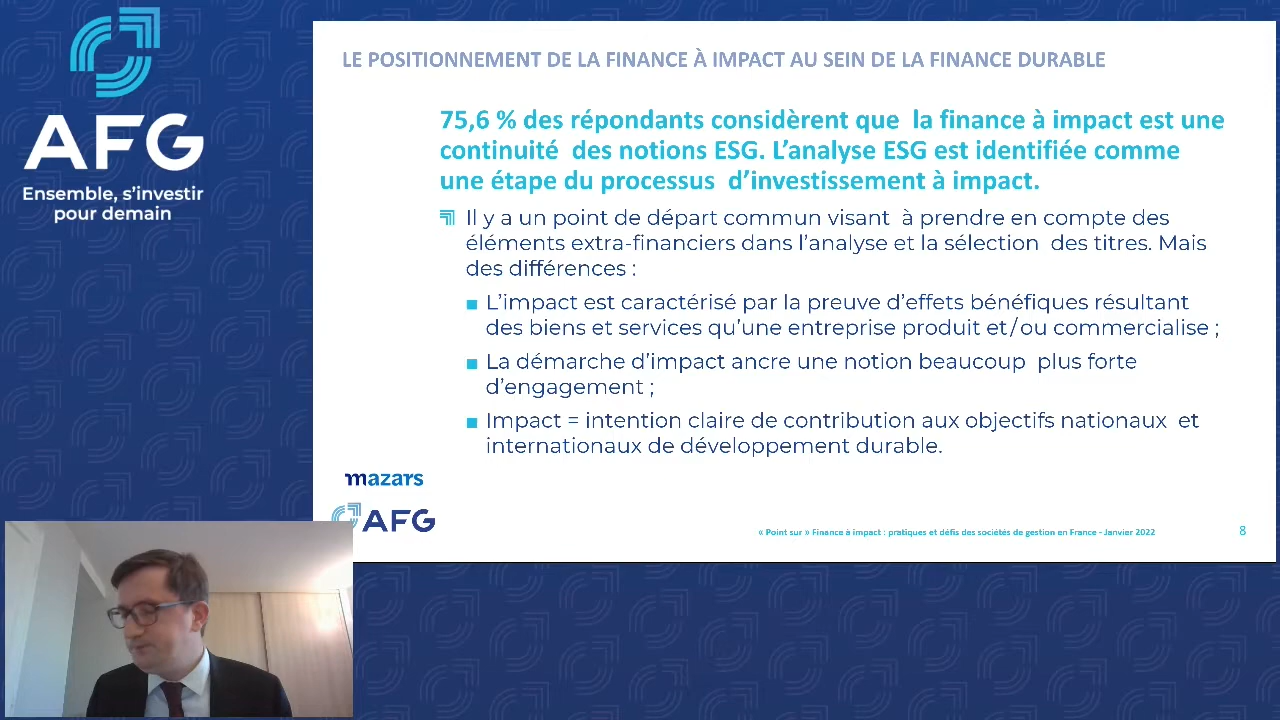 AFG
Ensemble, s'investir
pour demain
LE POSITIONNEMENT DE LA FINANCE À IMPACT AU SEIN DE LA FINANCE DURABLE
75,6 % des répondants considèrent que la finance à impact est une
continuité des notions ESG. L'analyse ESG est identifiée comme
une étape du processus d'investissement à impact.
Il y a un point de départ commun visant à prendre en compte des
éléments extra-financiers dans l'analyse et la sélection des titres. Mais
des différences :
L'impact est caractérisé par la preuve d'effets bénéfiques résultant
des biens et services qu'une entreprise produit et/ou commercialise ;
La démarche d'impact ancre une notion beaucoup plus forte
d'engagement ;
Impact = intention claire de contribution aux objectifs nationaux et
internationaux de développement durable.
mazars
AFG
« Point sur » Finance à impact : pratiques et défis des sociétés de gestion en France - Janvier 2022
8